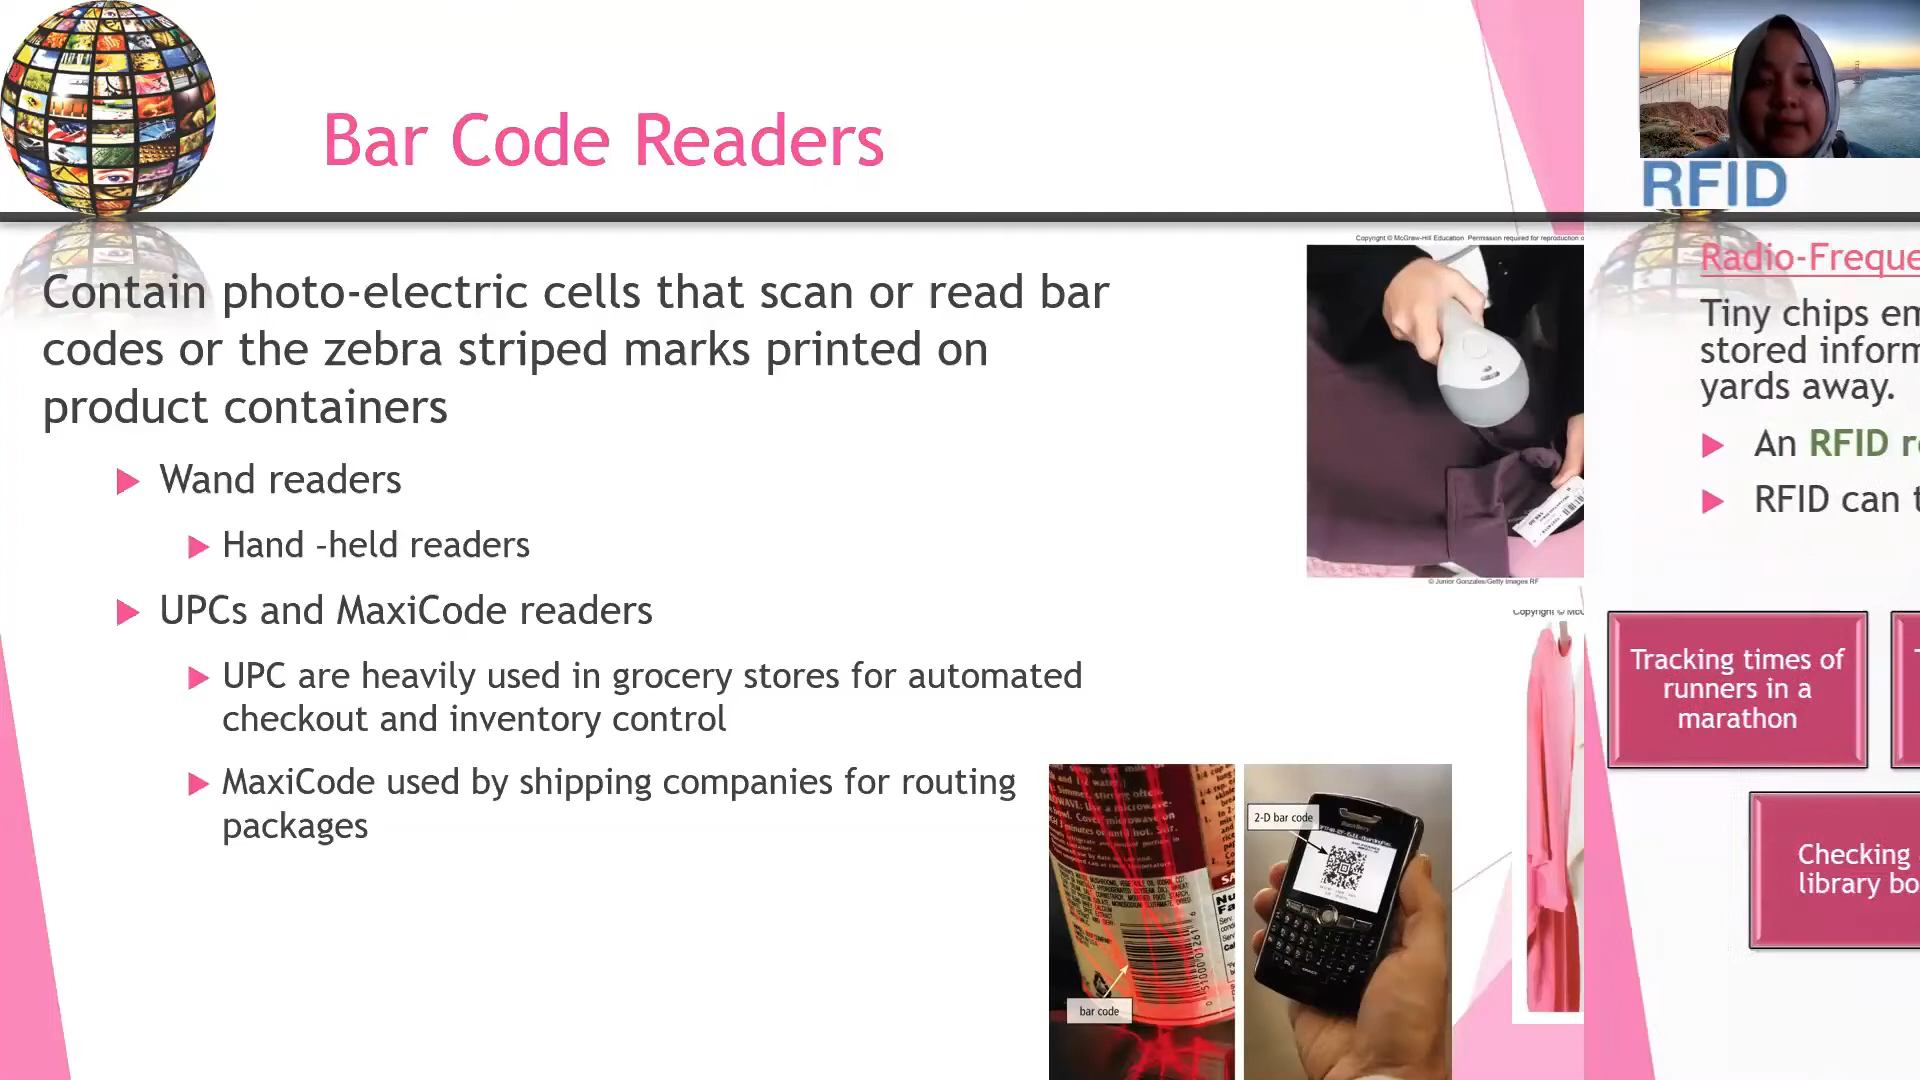 Bar Code Readers
Contain photo-electric cells that scan or read bar
codes or the zebra striped marks printed on
product containers
Wand readers
Hand -held readers
UPCs and MaxiCode readers
UPC are heavily used in grocery stores for automated
checkout and inventory control
MaxiCode used by shipping companies for routing
packages
Copyright © McGraw-Hill Education Permission required for reproduction o
© Junior Gonzales/Getty Images RF
2-D bar code
bar code
RFID
Radio-Freque
Tiny chips em
stored inform
yards away.
An RFID re
RFID can t
Tracking times of
runners in a
marathon
Checking
library bo